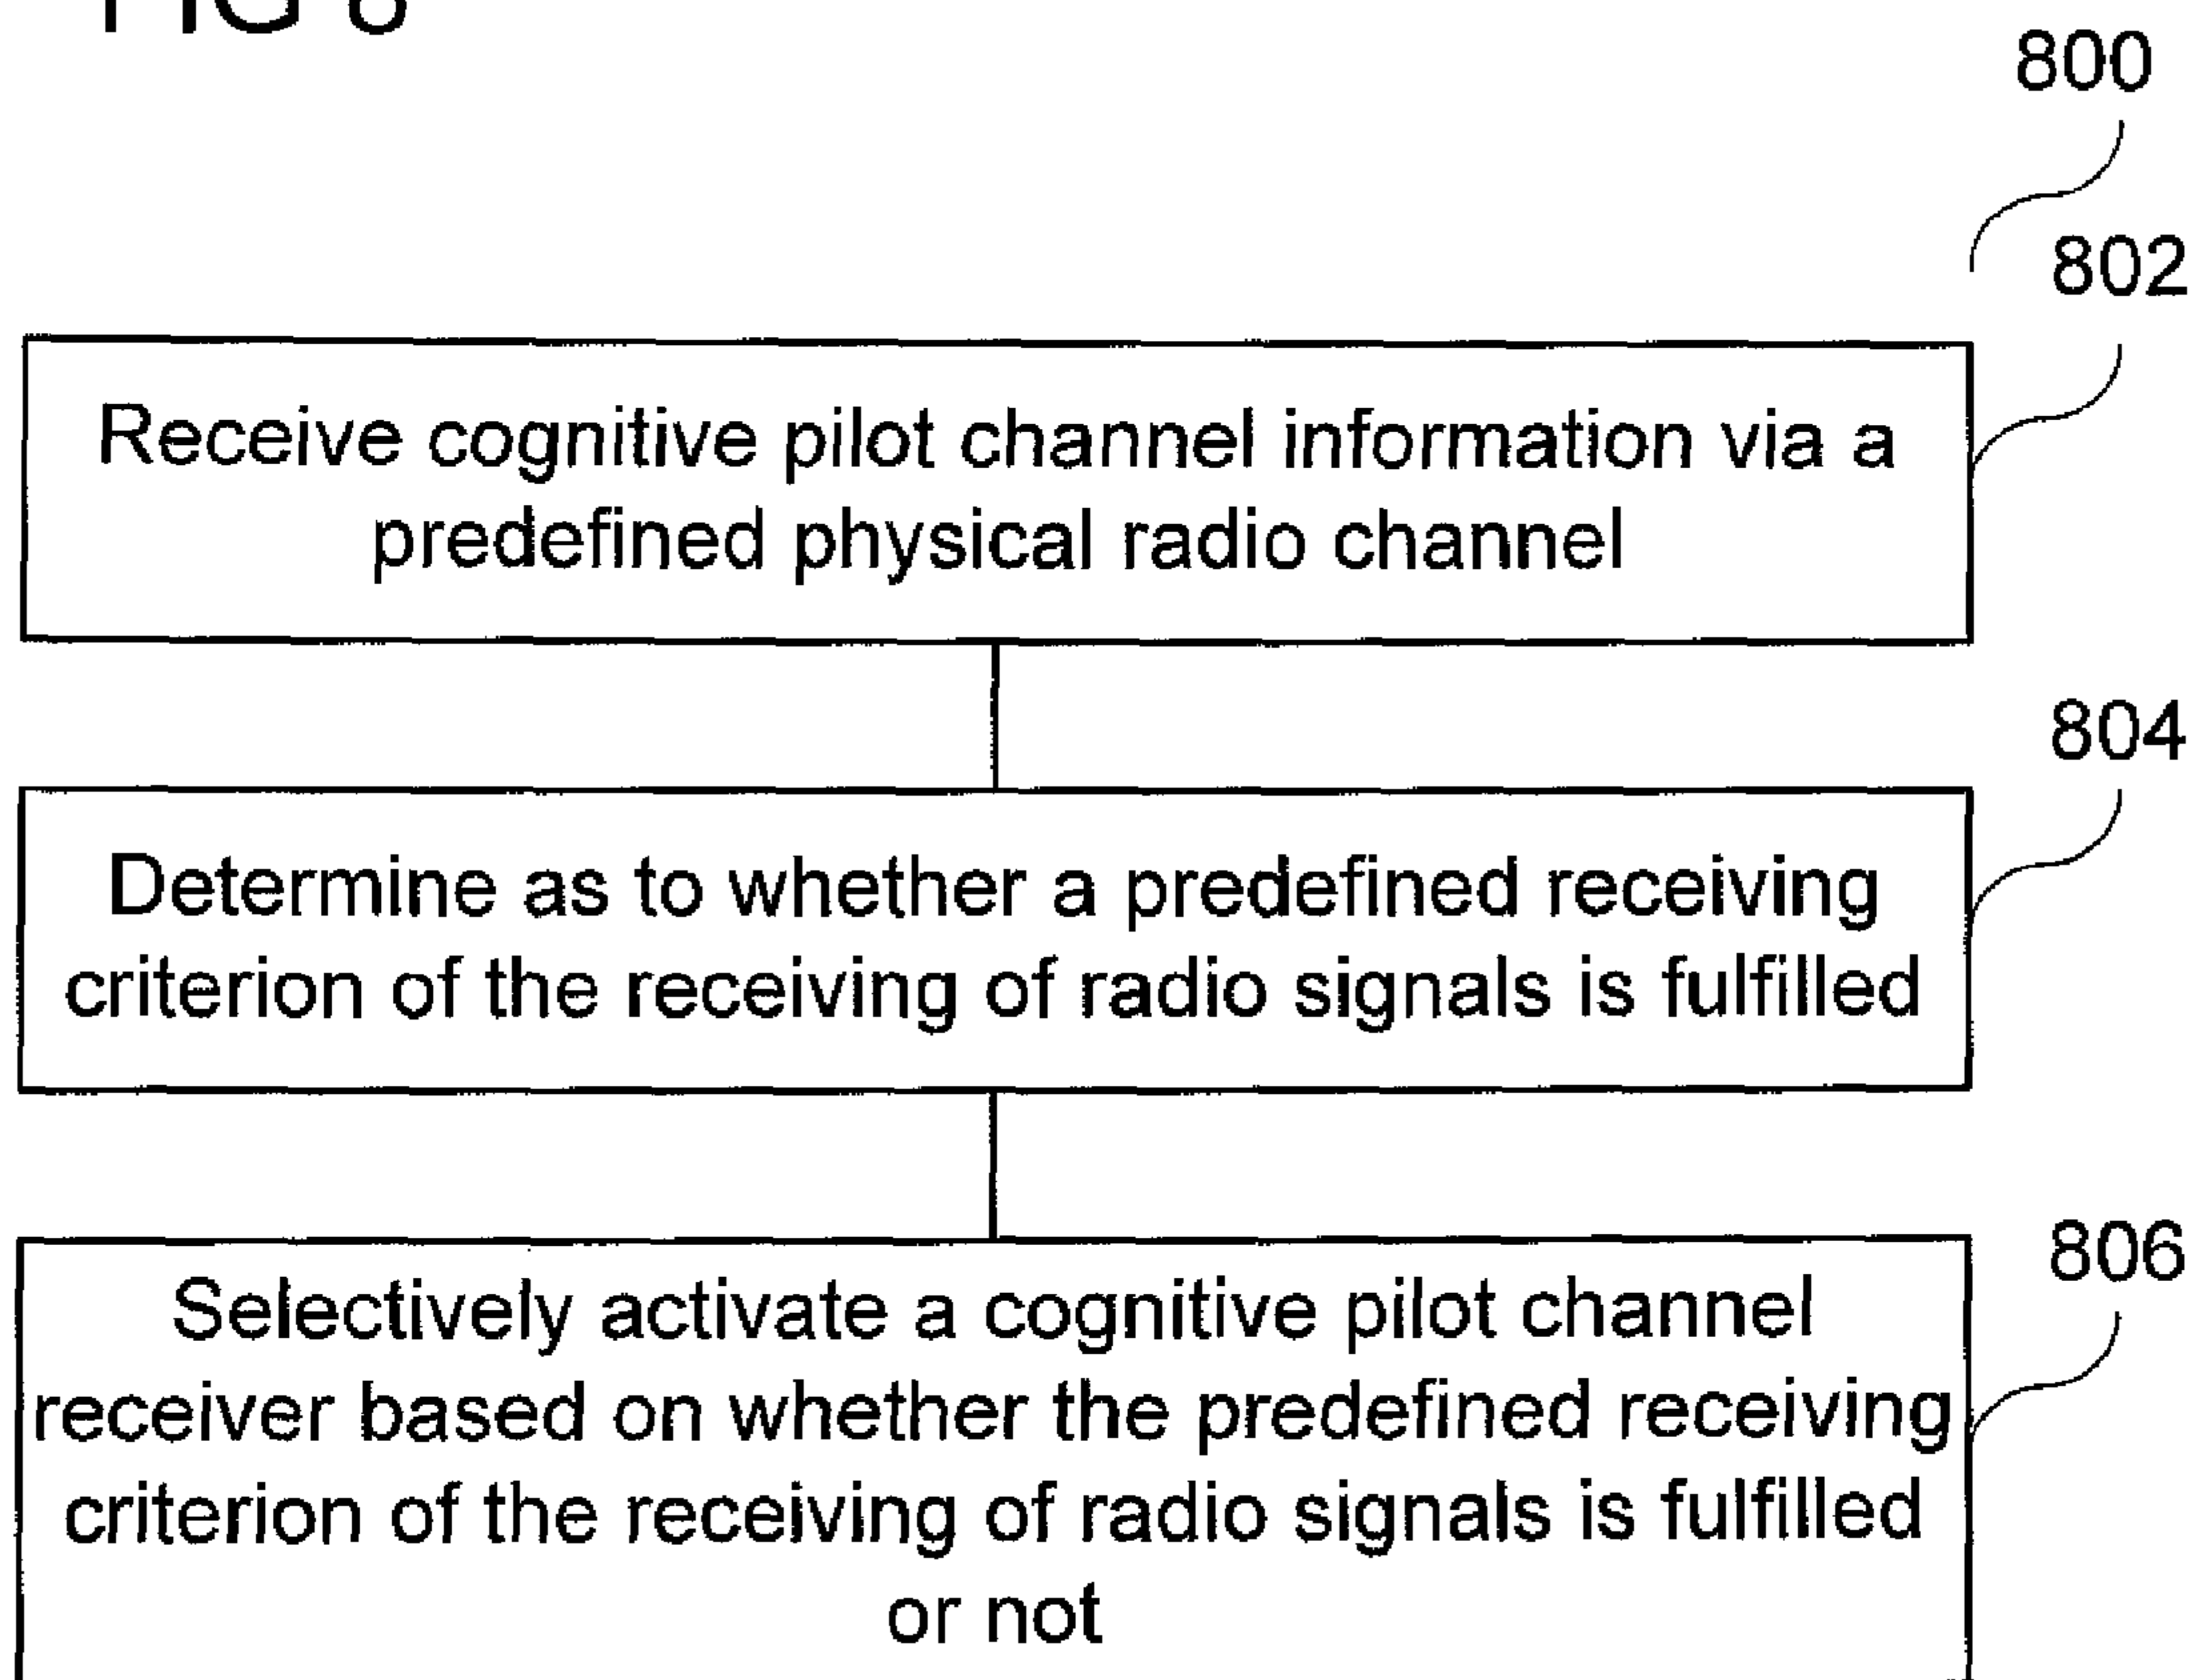 FIG 8
800
802
Receive cognitive pilot channel information via a
predefined physical radio channel
804
Determine as to whether a predefined receiving
criterion of the receiving of radio signals is fulfilled
806
Selectively activate a cognitive pilot channel
receiver based on whether the predefined receiving
criterion of the receiving of radio signals is fulfilled
or not